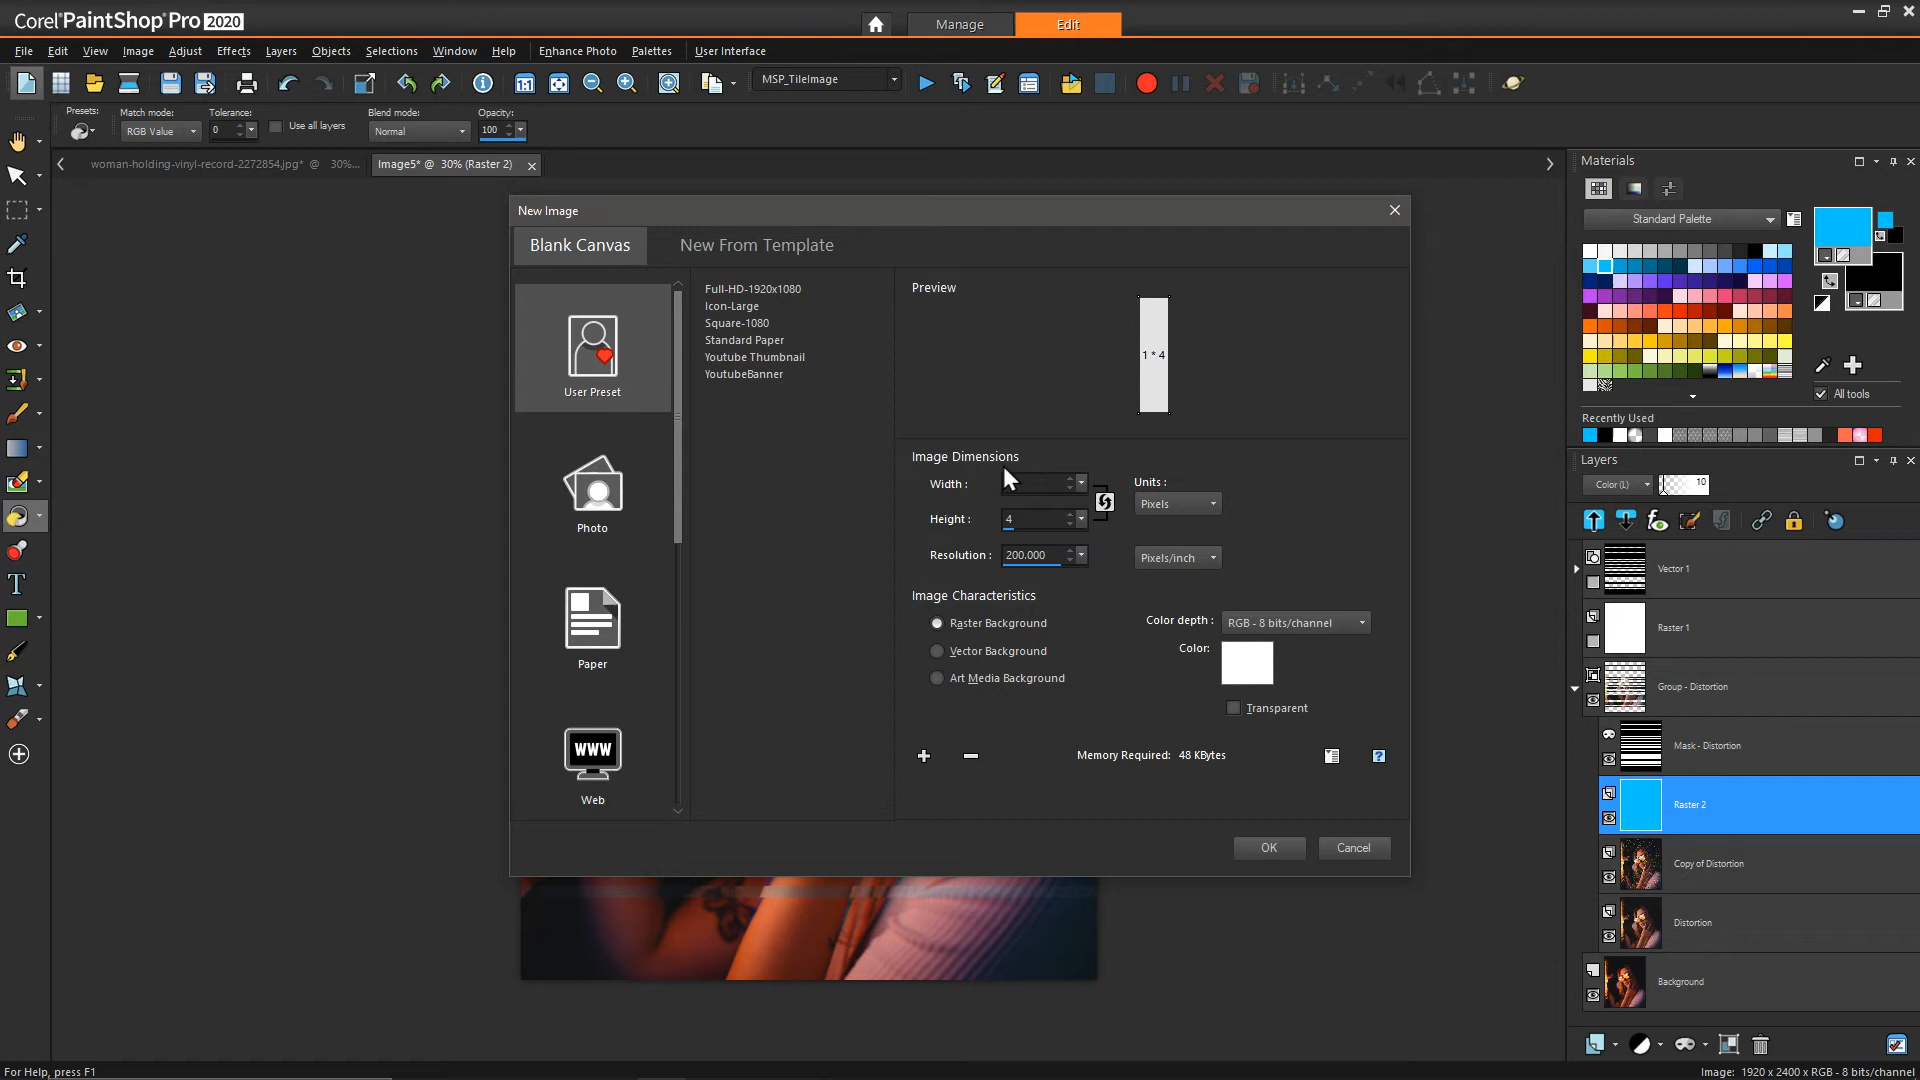 Corel®PaintShop®Pro 2020
Manage
Edit
File Edit View Image Adjust Effects Layers Objects Selections Window Help Enhance Photo Palettes User Interface
MSP_TileImage
Presets:
Match mode:
Tolerance:
Blend mode:
Opacity:
RGB Value
0
Use all layers
Normal
100
woman-holding-vinyl-record-2272854.jpg* @ 30%...
Image5* @ 30% (Raster 2)
New Image
Blank Canvas
New From Template
User Preset
Photo
Paper
WWW
Web
Full-HD-1920x1080
Icon-Large
Square-1080
Standard Paper
Youtube Thumbnail
YoutubeBanner
Preview
1 * 4
Image Dimensions
Width :
Height :
4
Resolution :
200.000
Units :
Pixels
Pixels/inch
Image Characteristics
Raster Background
Vector Background
Art Media Background
Color depth :
RGB - 8 bits/channel
Color:
Transparent
Memory Required: 48 KBytes
OK
Cancel
Materials
Standard Palette
All tools
Recently Used
Layers
Color (L)
10
Vector 1
Raster 1
Group - Distortion
Mask - Distortion
Raster 2
Copy of Distortion
Distortion
Background
For Help, press F1
Image: 1920 x 2400 x RGB - 8 bits/channel